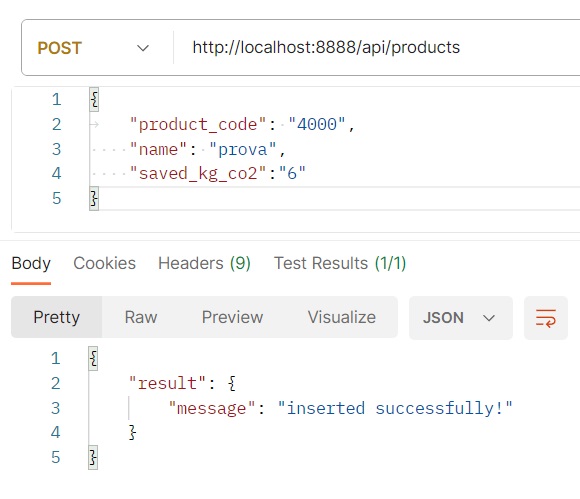 POST http://localhost:8888/api/products
1 {
2 "product_code": "4000",
3 "name": "prova",
4 "saved_kg_co2":"6"
5 }
Body Cookies Headers (9) Test Results (1/1)
Pretty Raw Preview Visualize JSON
1 {
2 "result": {
3 "message": "inserted successfully!"
4 }
5 }